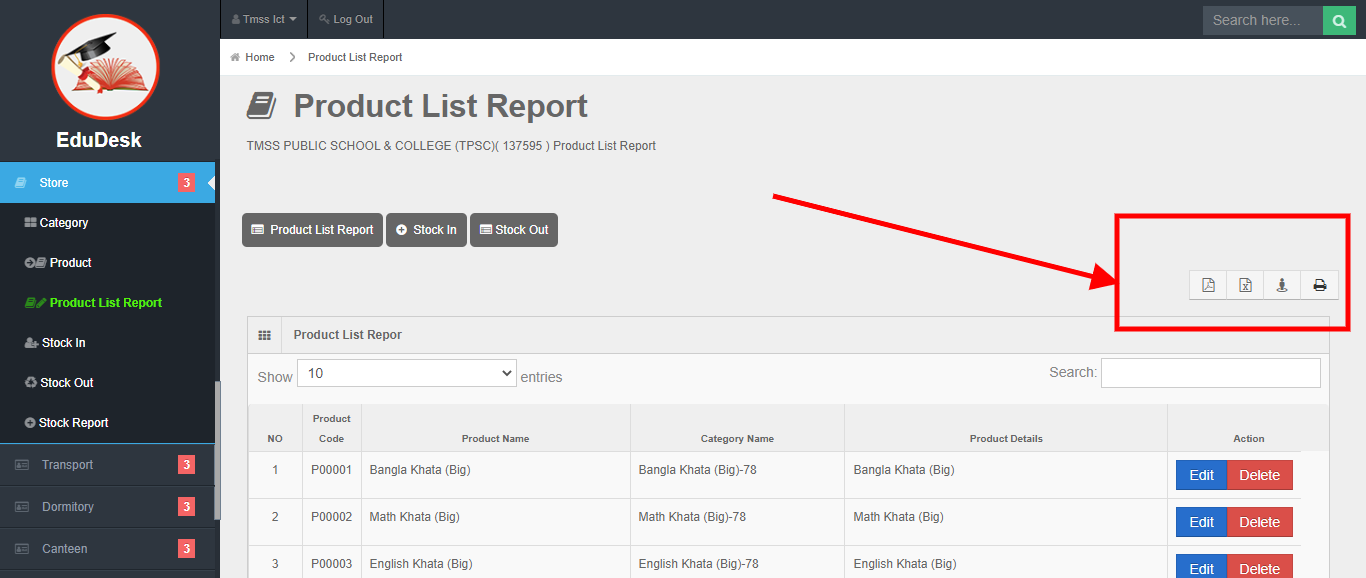 Tmss Ict
Log Out
Search here...
EduDesk
Home
Product List Report
Product List Report
TMSS PUBLIC SCHOOL & COLLEGE (TPSC)( 137595 ) Product List Report
Store 3
Category
Product
Product List Report
Stock In
Stock Out
Stock Report
Transport 3
Dormitory 3
Canteen 3
Product List Report
Stock In
Stock Out
Product List Repor
Show 10 entries
Search:
NO Product Code Product Name Category Name Product Details Action
1 P00001 Bangla Khata (Big) Bangla Khata (Big)-78 Bangla Khata (Big) Edit Delete
2 P00002 Math Khata (Big) Math Khata (Big)-78 Math Khata (Big) Edit Delete
3 P00003 English Khata (Big) English Khata (Big)-78 English Khata (Big) Edit Delete